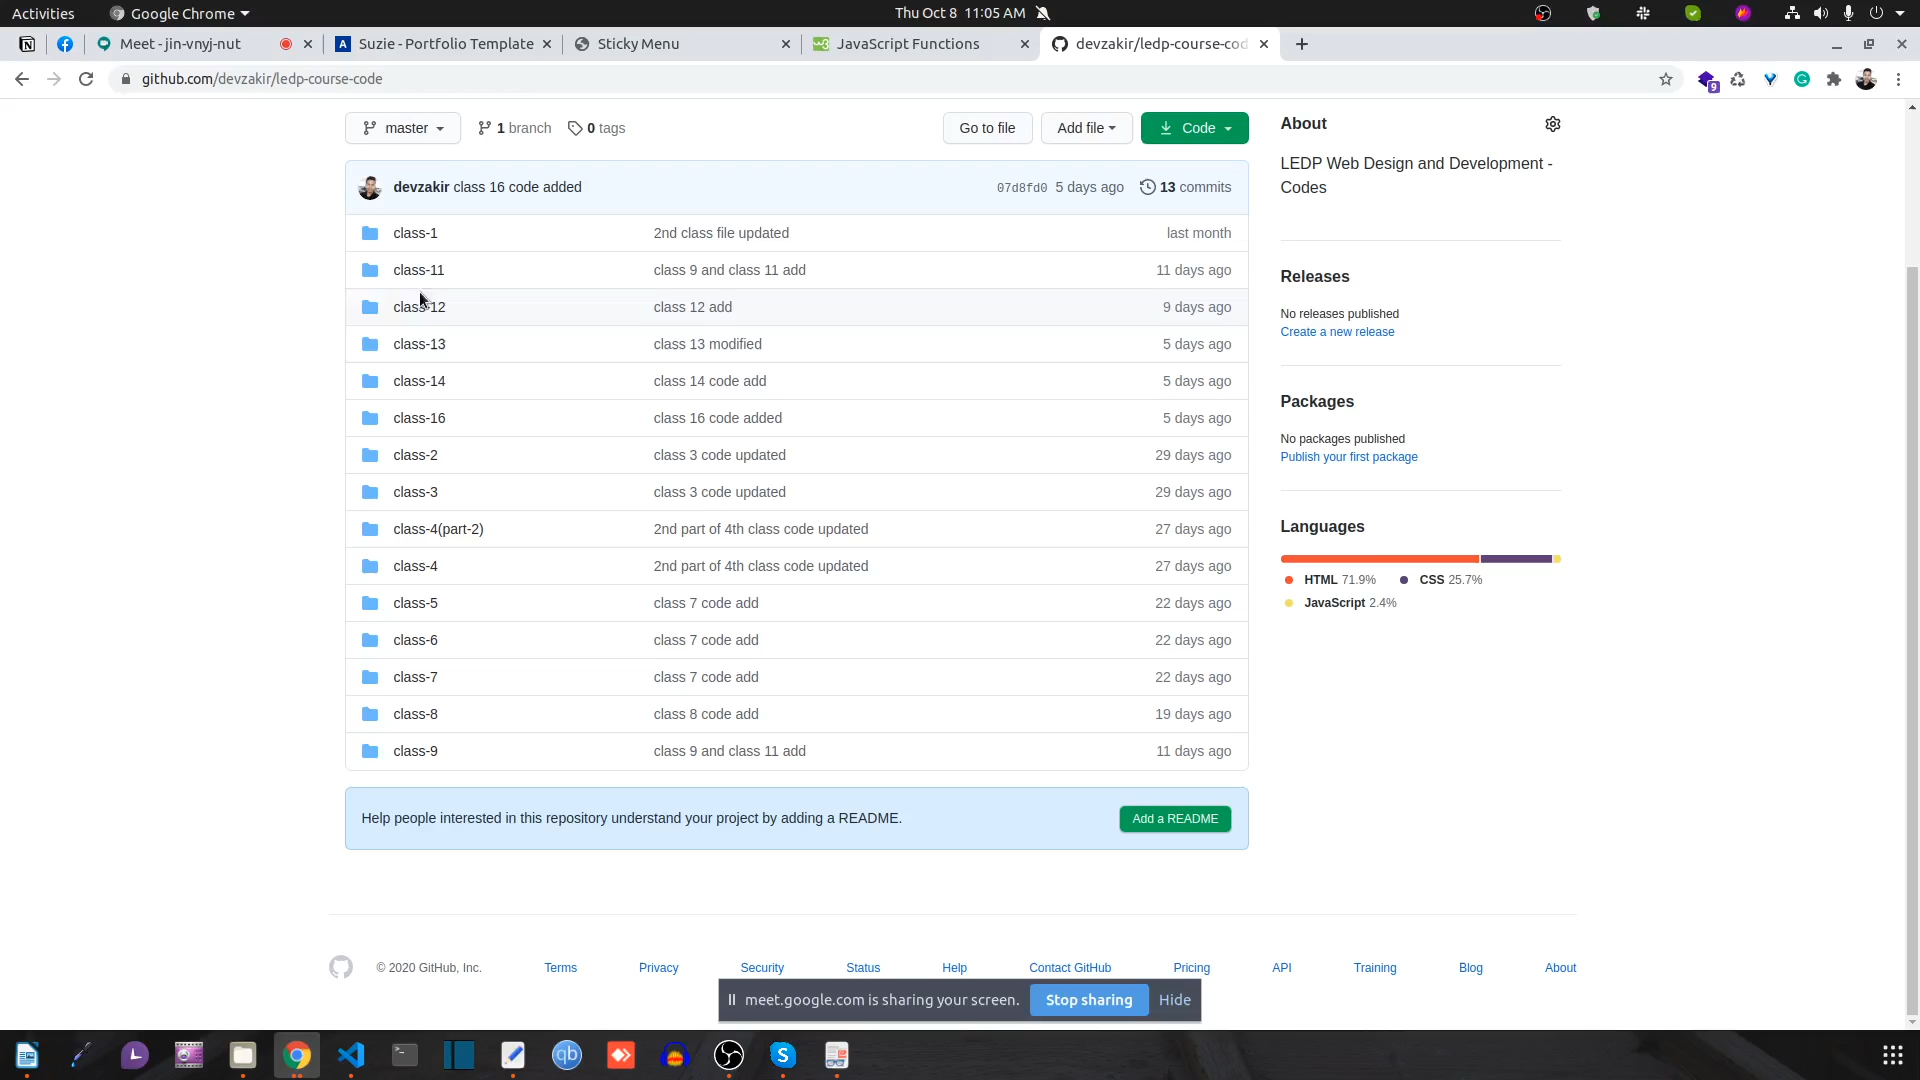 Activities
Google Chrome
Thu Oct 8 11:05 AM
Meet - jin-vnyj-nut
Suzie - Portfolio Template
Sticky Menu
JavaScript Functions
devzakir/ledp-course-cod
github.com/devzakir/ledp-course-code
9
master
1 branch
0 tags
Go to file
Add file
Code
About
LEDP Web Design and Development -
Codes
devzakir class 16 code added
07d8fd0 5 days ago
13 commits
class-1 2nd class file updated last month
class-11 class 9 and class 11 add 11 days ago
class-12 class 12 add 9 days ago
class-13 class 13 modified 5 days ago
class-14 class 14 code add 5 days ago
class-16 class 16 code added 5 days ago
class-2 class 3 code updated 29 days ago
class-3 class 3 code updated 29 days ago
class-4(part-2) 2nd part of 4th class code updated 27 days ago
class-4 2nd part of 4th class code updated 27 days ago
class-5 class 7 code add 22 days ago
class-6 class 7 code add 22 days ago
class-7 class 7 code add 22 days ago
class-8 class 8 code add 19 days ago
class-9 class 9 and class 11 add 11 days ago
Releases
No releases published
Create a new release
Packages
No packages published
Publish your first package
Languages
HTML 71.9% CSS 25.7%
JavaScript 2.4%
Help people interested in this repository understand your project by adding a README.
Add a README
© 2020 GitHub, Inc. Terms Privacy Security Status Help Contact GitHub Pricing API Training Blog About
meet.google.com is sharing your screen.
Stop sharing
Hide
qb